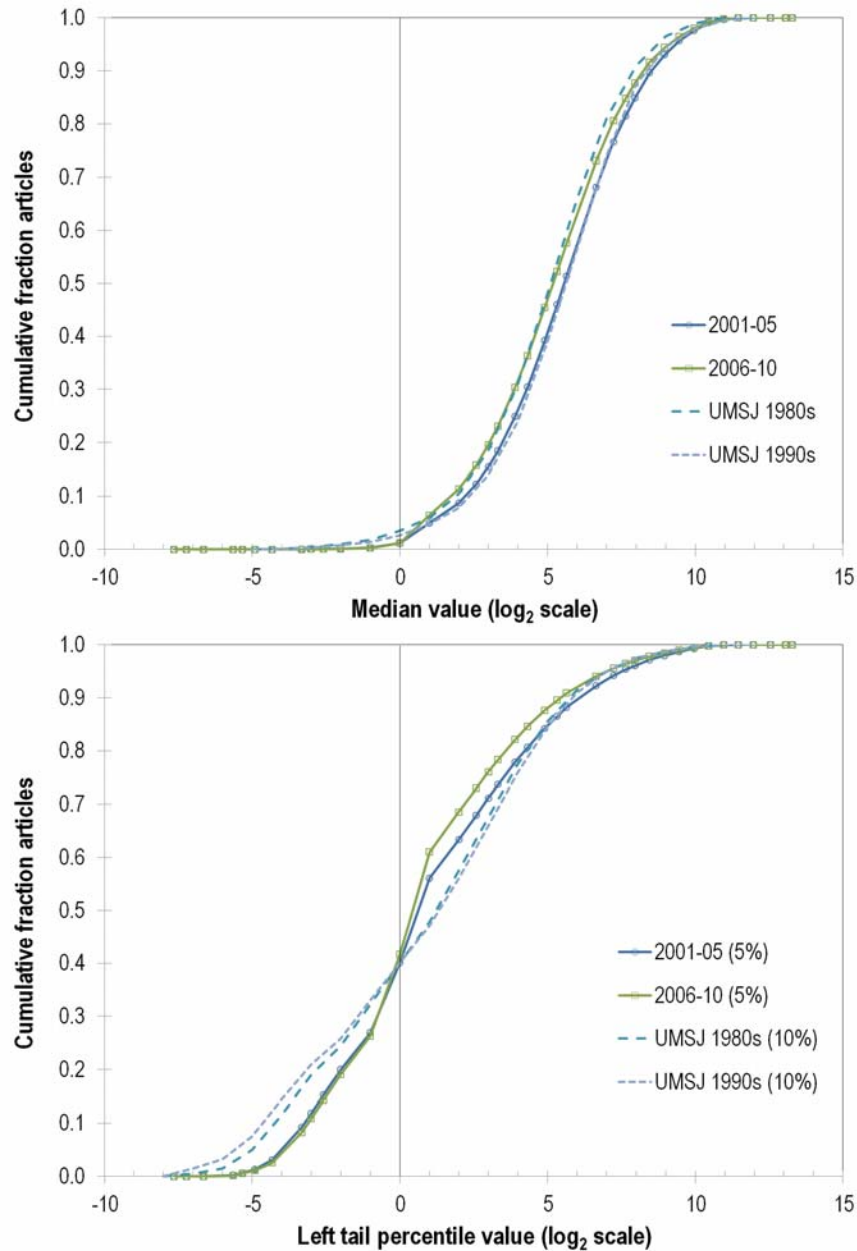 1.0
0.9
0.8
0.7
0.6
0.5
0.4
0.3
0.2
0.1
0.0
Cumulative fraction articles
2001-05
2006-10
UMSJ 1980s
UMSJ 1990s
-10 -5 0 5 10 15
Median value (log₂ scale)
1.0
0.9
0.8
0.7
0.6
0.5
0.4
0.3
0.2
0.1
0.0
Cumulative fraction articles
2001-05 (5%)
2006-10 (5%)
UMSJ 1980s (10%)
UMSJ 1990s (10%)
-10 -5 0 5 10 15
Left tail percentile value (log₂ scale)